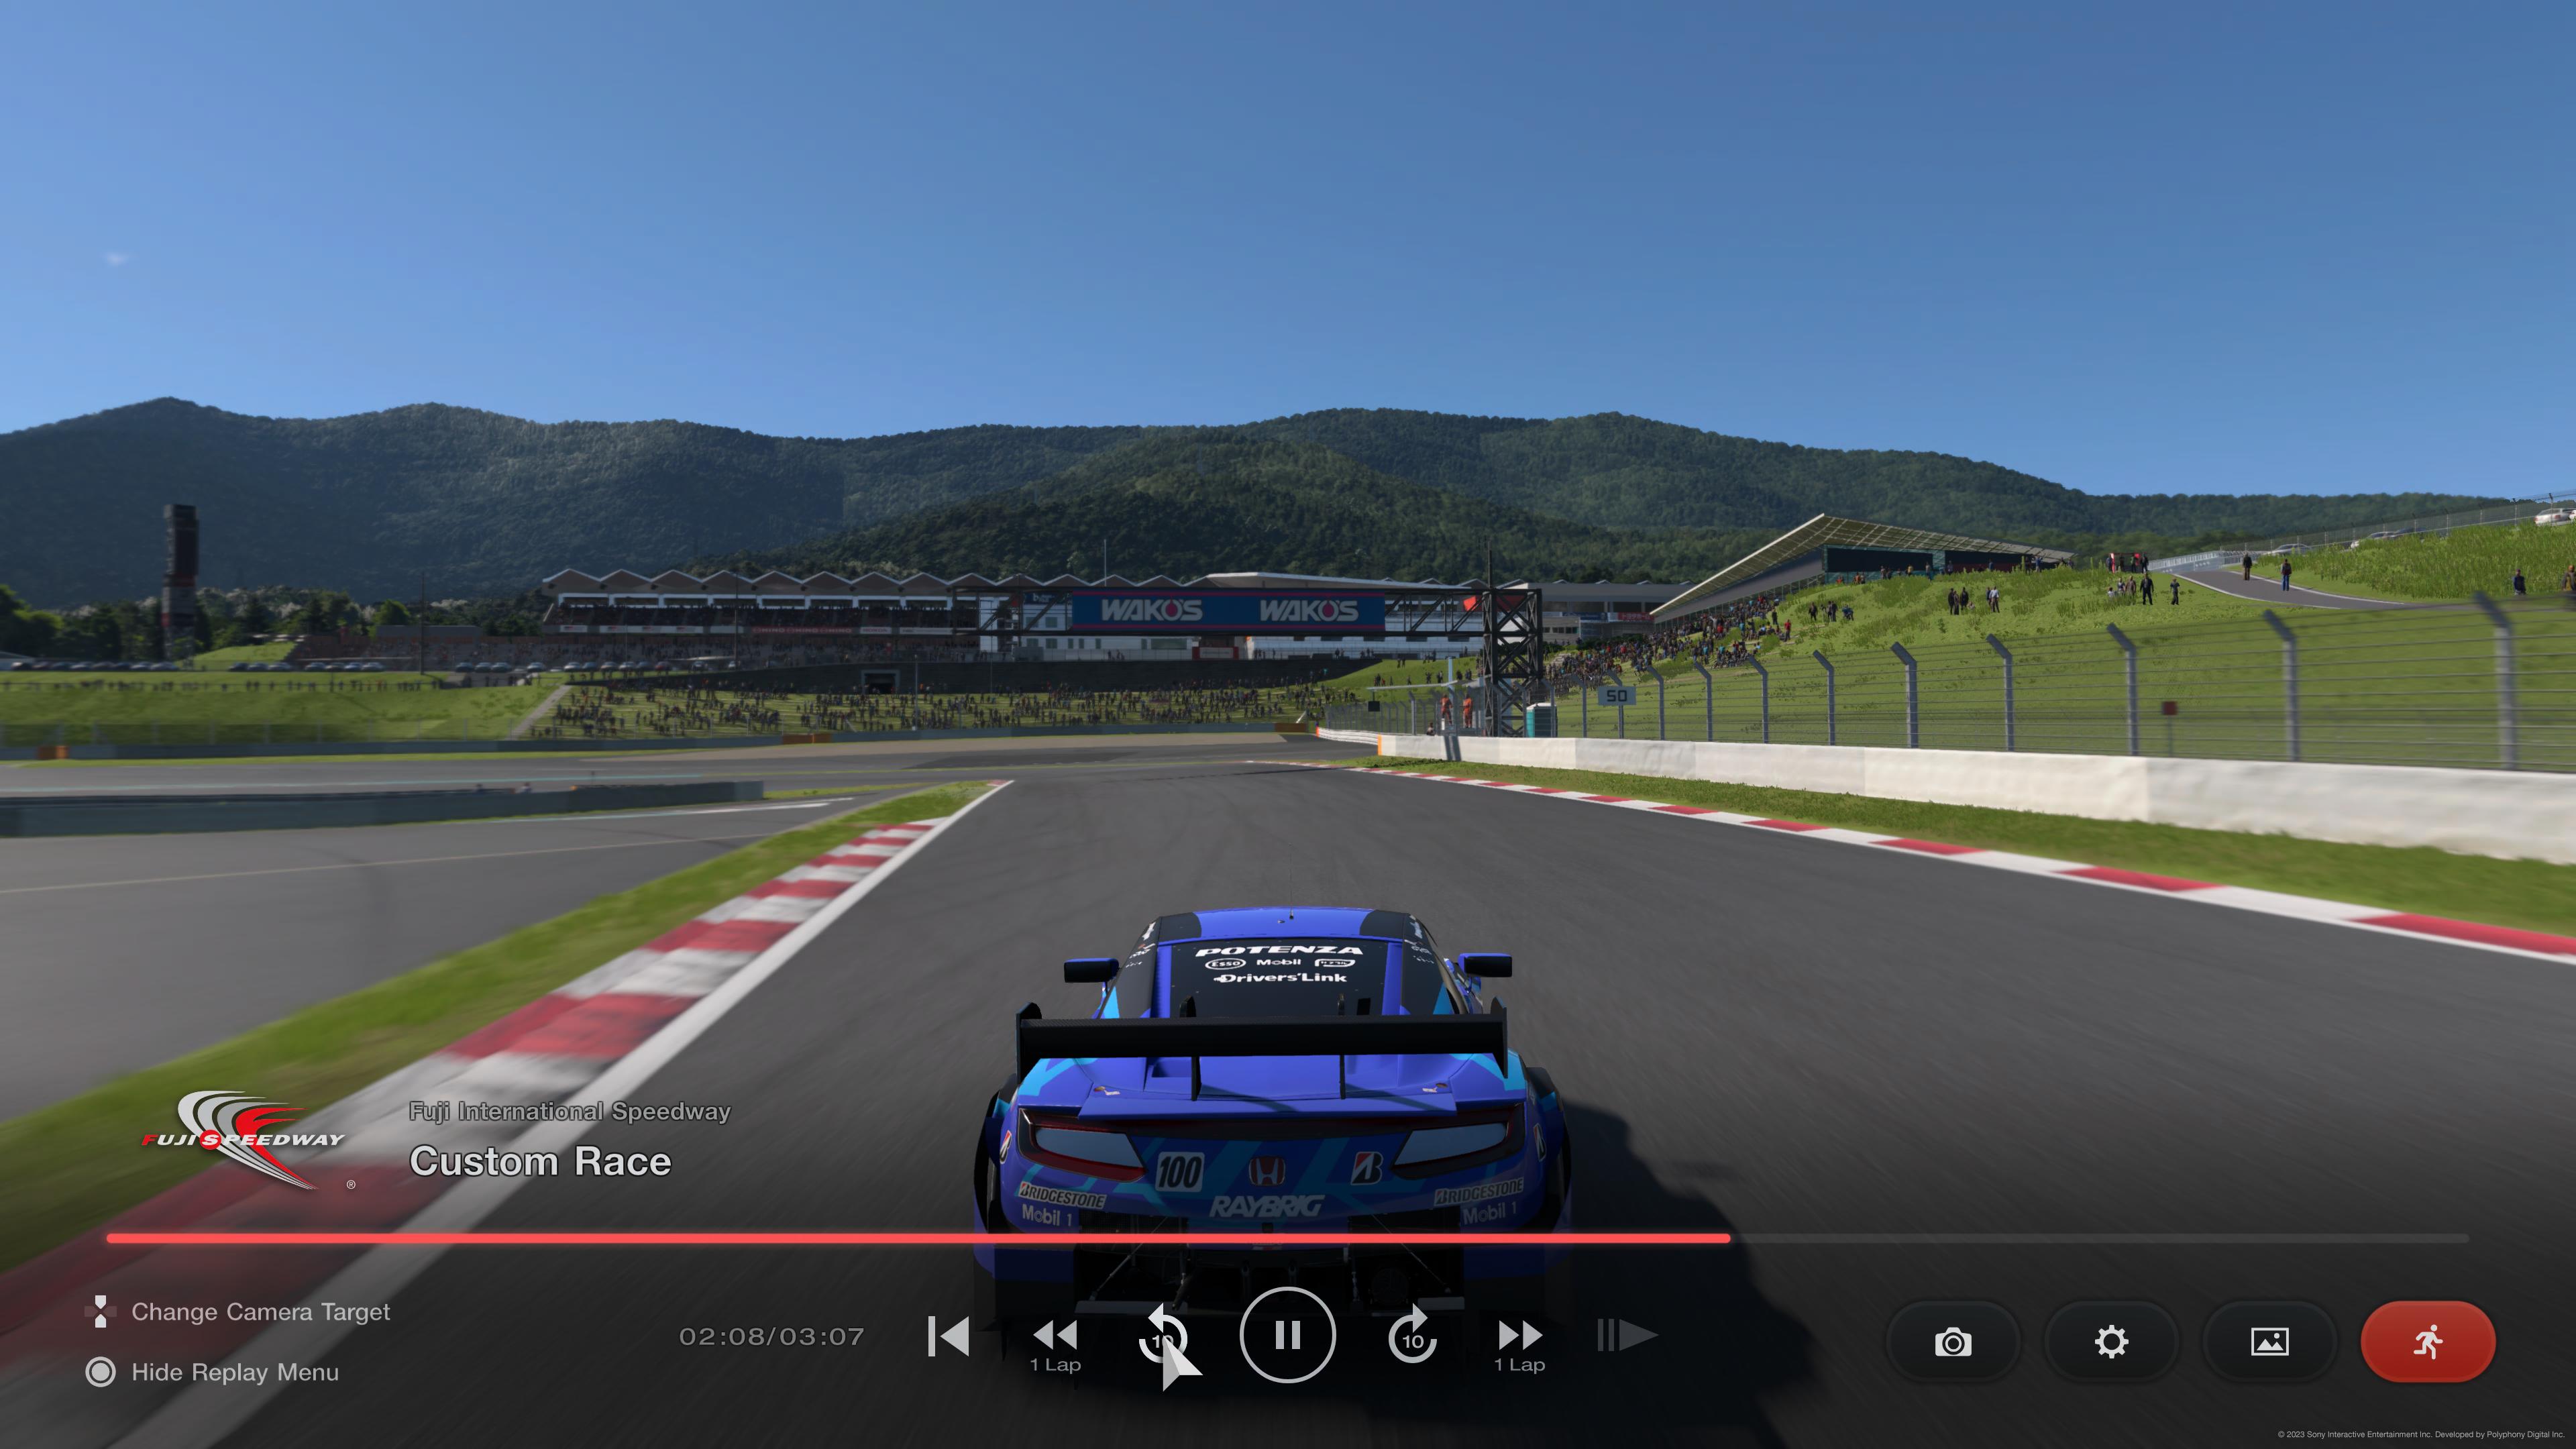 WAKO'S WAKO'S
50
POTENZA
Esso Mobil
Drivers'Link
100
BRIDGESTONE
BRIDGESTONE
RAYBRIG
Mobil 1
Mobil 1
FUJI SPEEDWAY
®
Fuji International Speedway
Custom Race
Change Camera Target
Hide Replay Menu
02:08/03:07
1 Lap
10
10
1 Lap
© 2023 Sony Interactive Entertainment Inc. Developed by Polyphony Digital Inc.